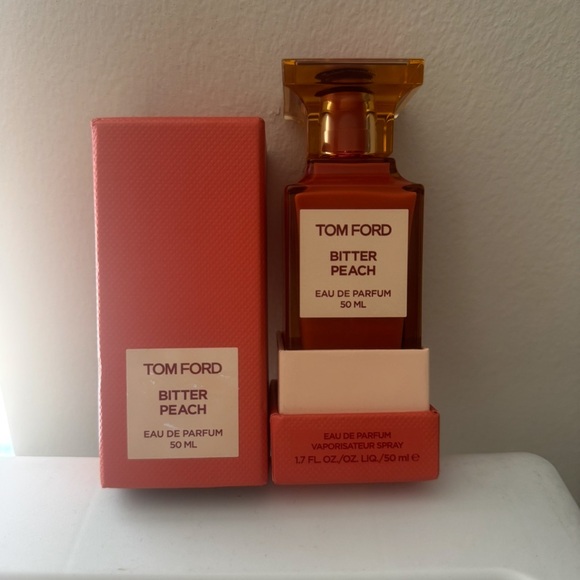 TOM FORD
BITTER
PEACH
EAU DE PARFUM
50 ML
TOM FORD
BITTER
PEACH
EAU DE PARFUM
50 ML
EAU DE PARFUM
VAPORISATEUR SPRAY
1.7 FL. OZ./OZ. LIQ./50 ml ℮